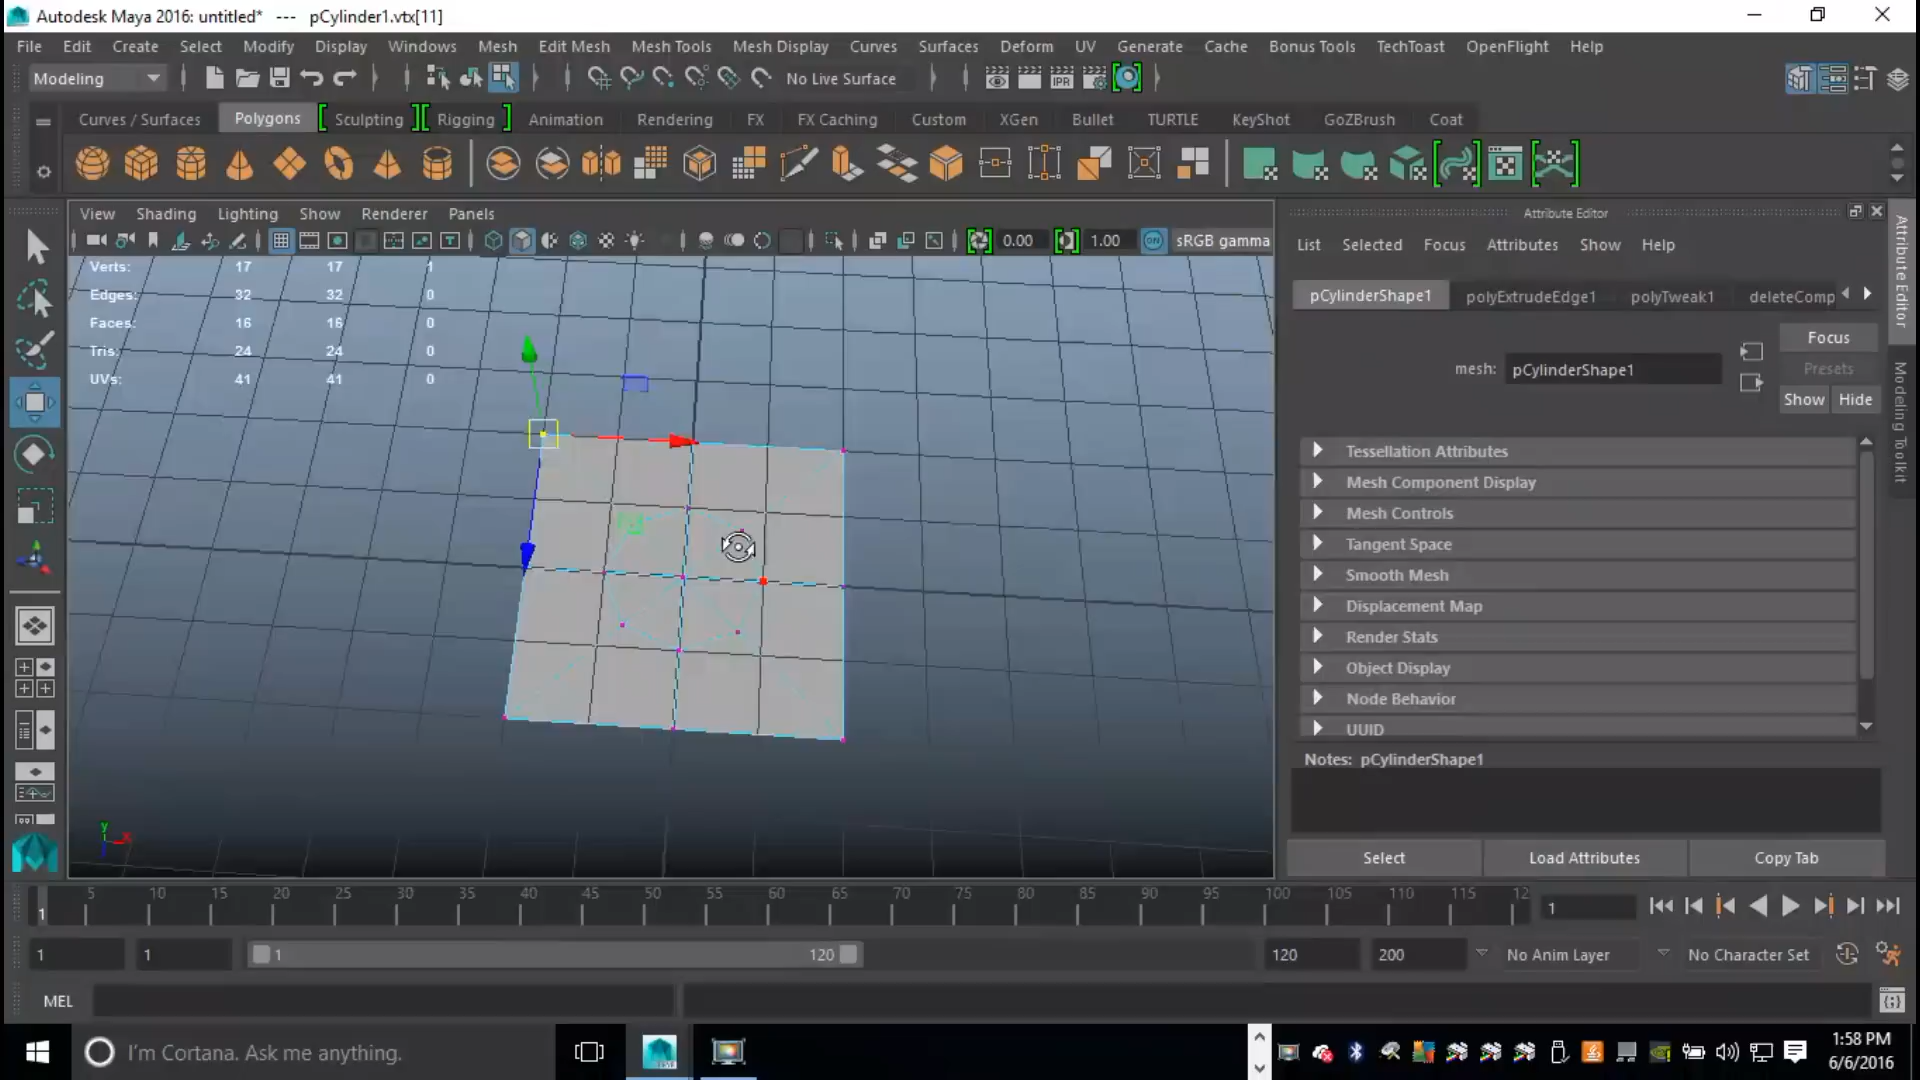 Autodesk Maya 2016: untitled*   ---   pCylinder1.vtx[11]
File Edit Create Select Modify Display Windows Mesh Edit Mesh Mesh Tools Mesh Display Curves Surfaces Deform UV Generate Cache Bonus Tools TechToast OpenFlight Help
Modeling No Live Surface IPR
Curves / Surfaces Polygons Sculpting Rigging Animation Rendering FX FX Caching Custom XGen Bullet TURTLE KeyShot GoZBrush Coat
View Shading Lighting Show Renderer Panels
0.00 1.00 ON sRGB gamma
Verts: 17 17 1
Edges: 32 32 0
Faces: 16 16 0
Tris: 24 24 0
UVs: 41 41 0
y x
Attribute Editor
List Selected Focus Attributes Show Help
pCylinderShape1 polyExtrudeEdge1 polyTweak1 deleteComp
Focus
mesh: pCylinderShape1
Presets
Show Hide
Tessellation Attributes
Mesh Component Display
Mesh Controls
Tangent Space
Smooth Mesh
Displacement Map
Render Stats
Object Display
Node Behavior
UUID
Notes: pCylinderShape1
Select Load Attributes Copy Tab
Attribute Editor
Modeling Toolkit
5 10 15 20 25 30 35 40 45 50 55 60 65 70 75 80 85 90 95 100 105 110 115 12
1 1
1 1 1 120 120 200 No Anim Layer No Character Set
MEL
I'm Cortana. Ask me anything.
1:58 PM
6/6/2016